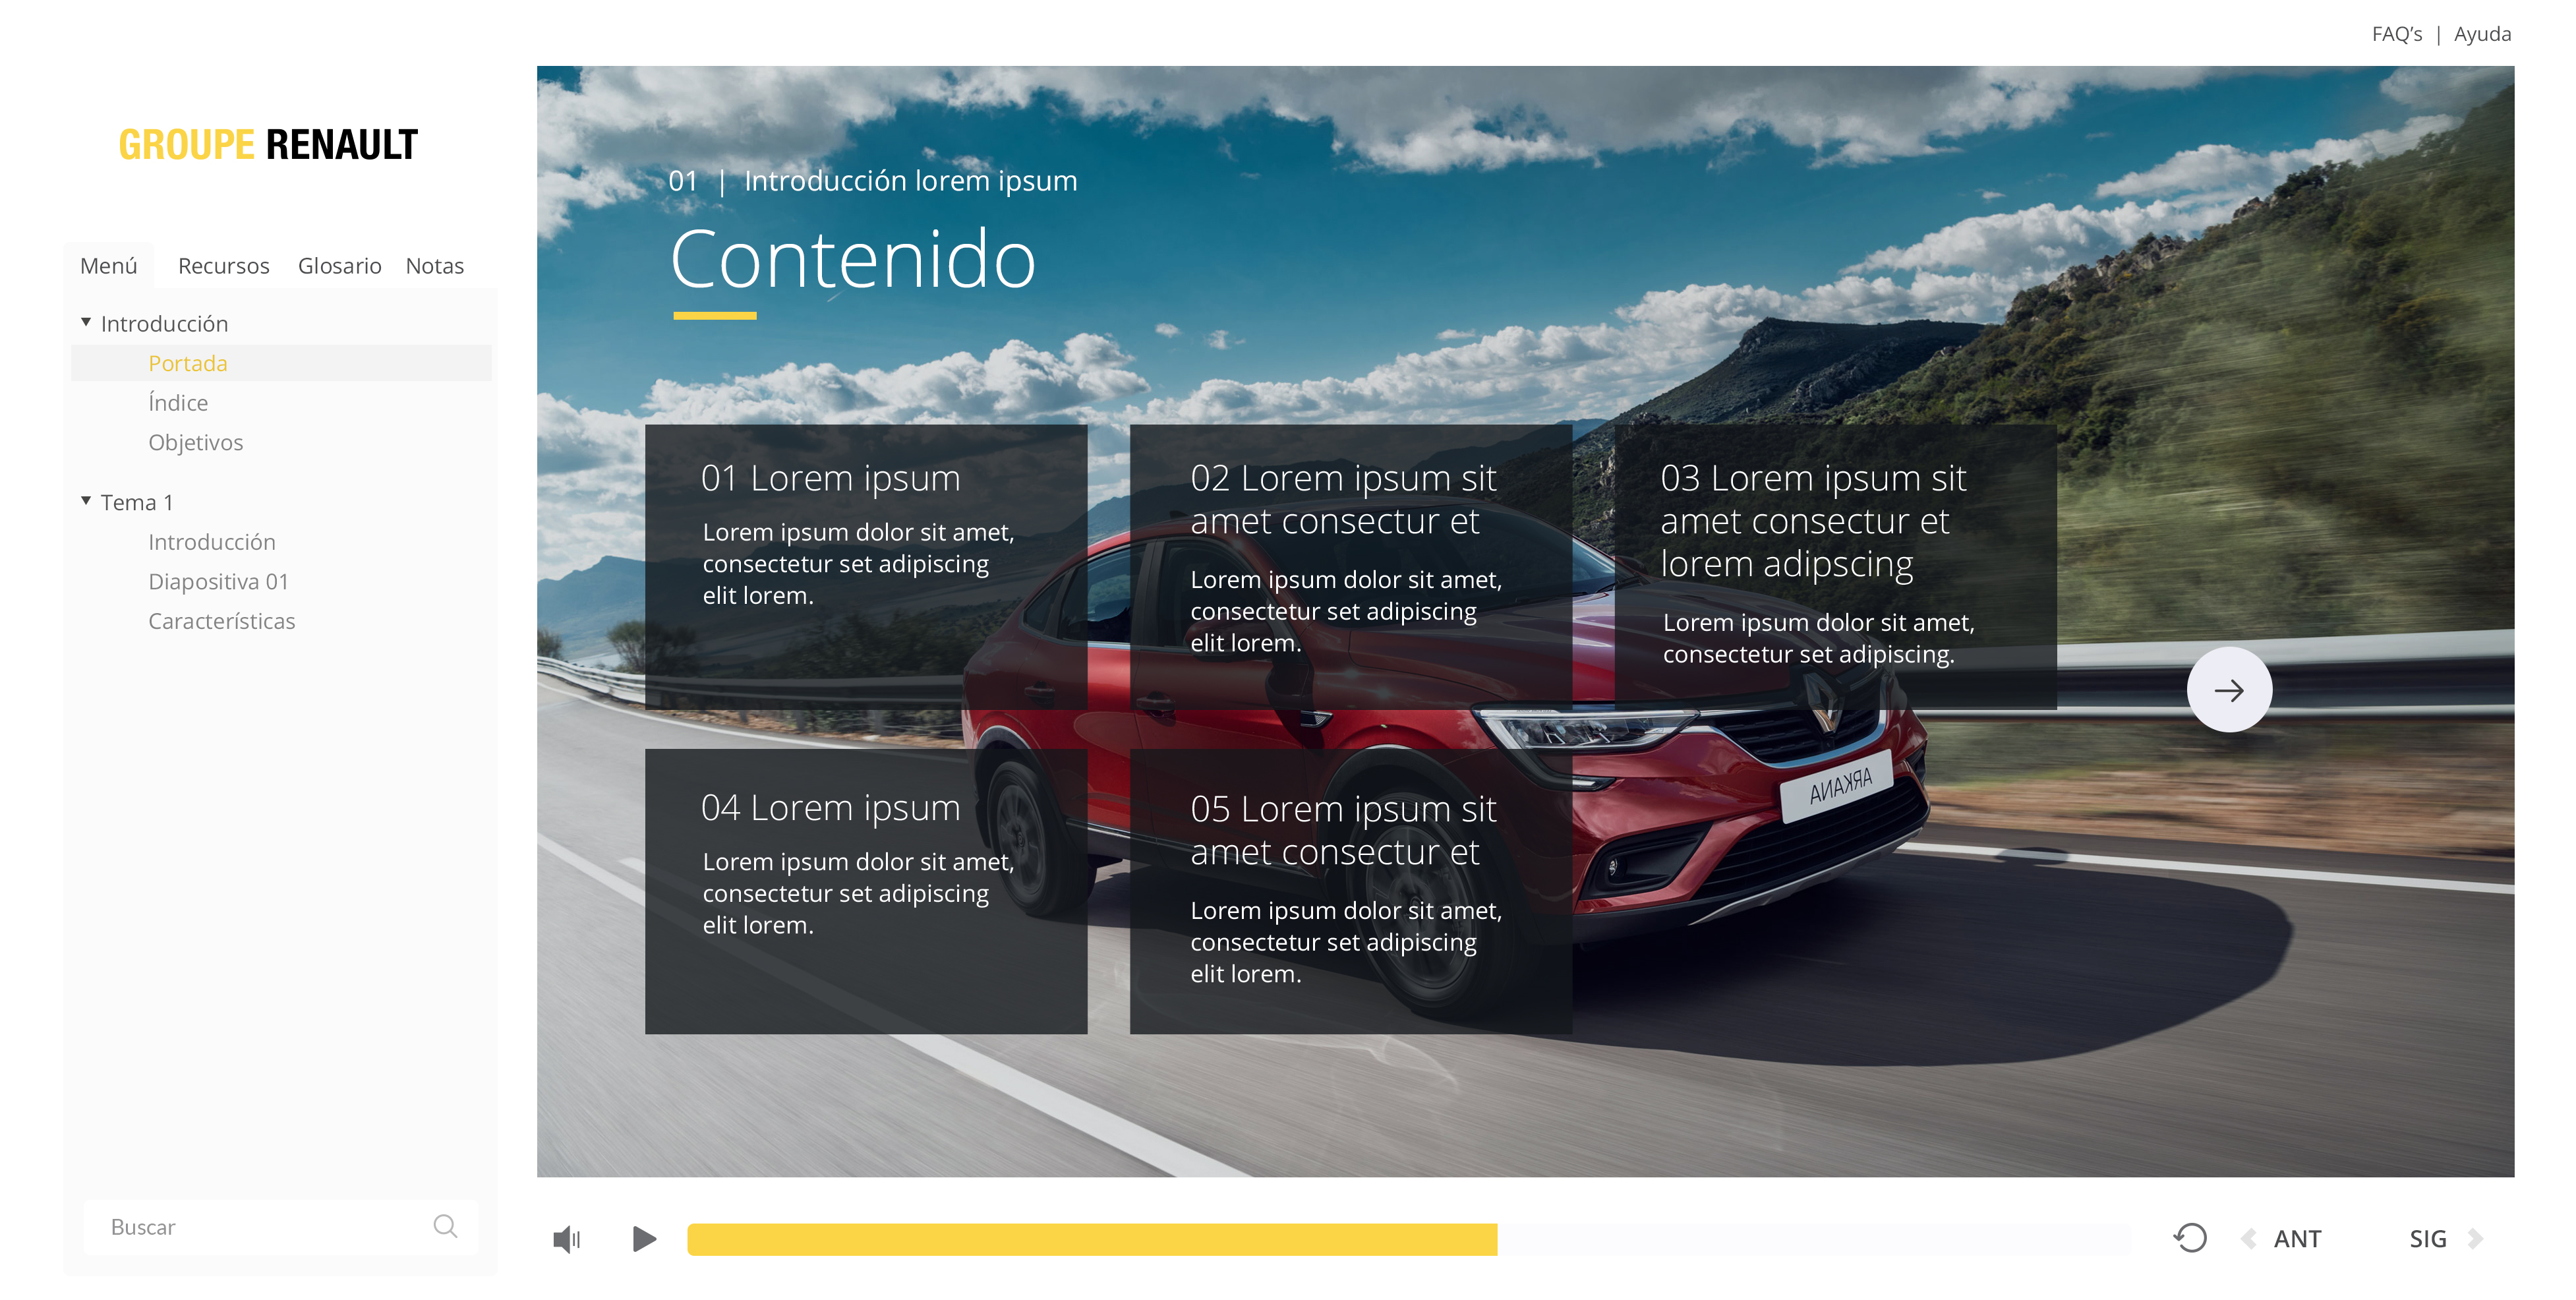 FAQ’s | Ayuda
GROUPE RENAULT
Menú Recursos Glosario Notas
Introducción
Portada
Índice
Objetivos
Tema 1
Introducción
Diapositiva 01
Características
Buscar
01 | Introducción lorem ipsum
Contenido
01 Lorem ipsum
Lorem ipsum dolor sit amet,
consectetur set adipiscing
elit lorem.
02 Lorem ipsum sit
amet consectur et
Lorem ipsum dolor sit amet,
consectetur set adipiscing
elit lorem.
03 Lorem ipsum sit
amet consectur et
lorem adipscing
Lorem ipsum dolor sit amet,
consectetur set adipiscing.
04 Lorem ipsum
Lorem ipsum dolor sit amet,
consectetur set adipiscing
elit lorem.
05 Lorem ipsum sit
amet consectur et
Lorem ipsum dolor sit amet,
consectetur set adipiscing
elit lorem.
ARKANA
ANT SIG